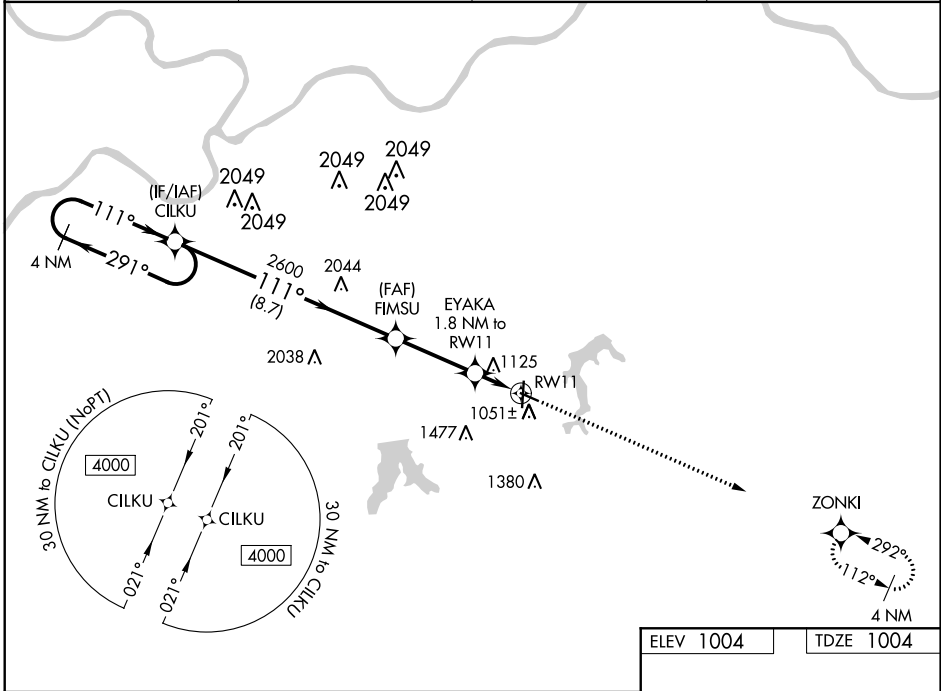 2049
2049
2049
2049
2049
(IF/IAF)
CILKU
111°
291°
4 NM
2600
111°
(8.7)
2044
(FAF)
FIMSU
EYAKA
1.8 NM to
RW11
2038
1125
RW11
1051±
1477
1380
30 NM to CILKU (NoPT)
4000
201°
201°
CILKU
CILKU
4000
021°
021°
30 NM to CILKU
ZONKI
292°
112°
4 NM
ELEV 1004
TDZE 1004